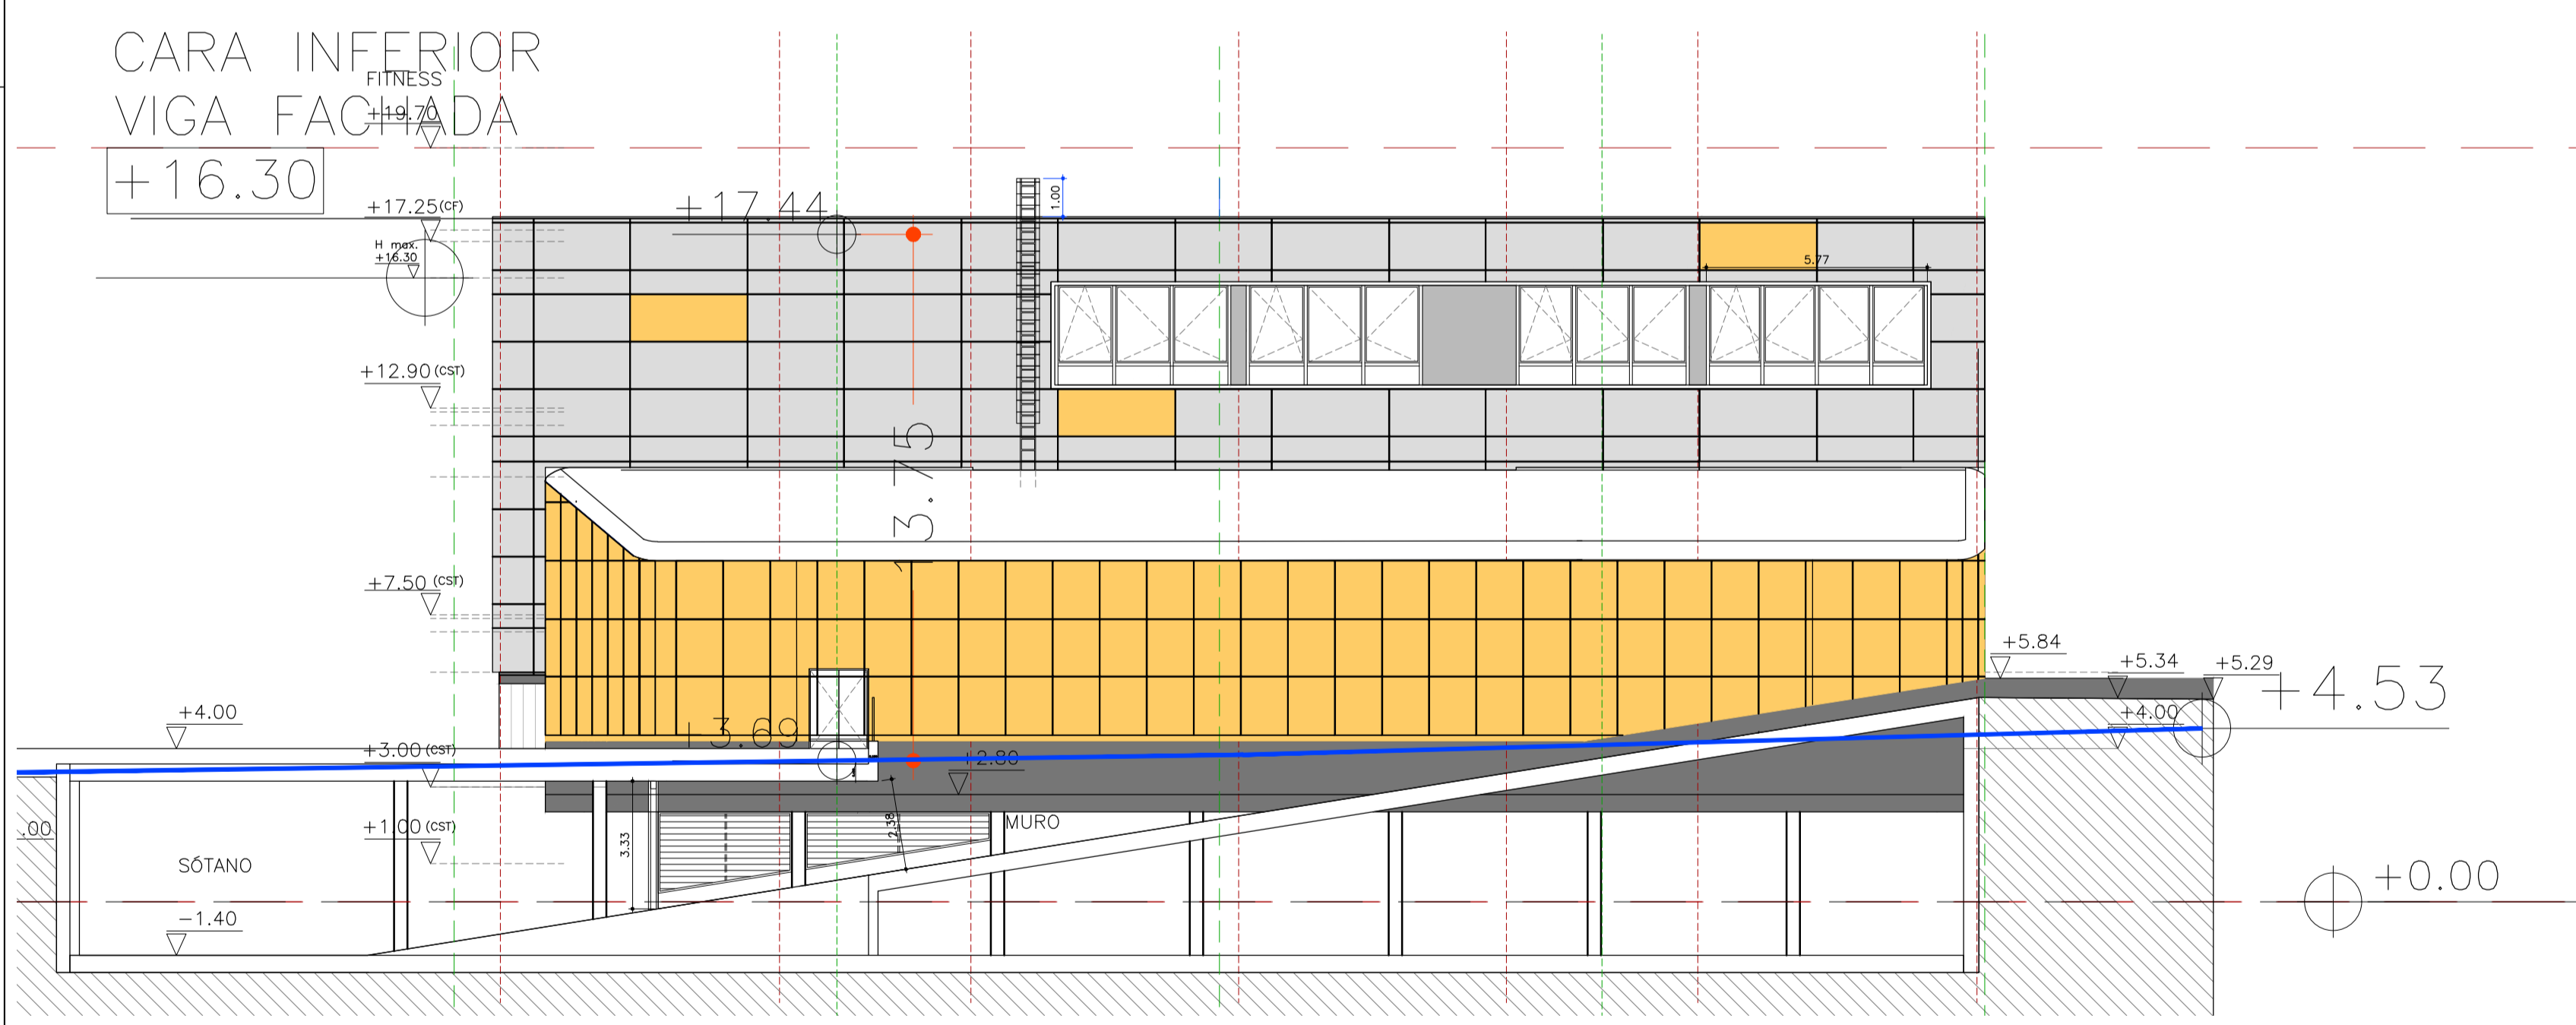 CARA INFERIOR
FITNESS
VIGA FACHADA
+19.70
+16.30
+17.25 (CF)
+17.44
1.00
H max.
+16.30
5.77
+12.90 (CST)
13.75
+7.50 (CST)
+5.84
+5.34
+5.29
+4.53
+4.00
+4.00
+3.69
+3.00 (CST)
+2.80
.00
+1.00 (CST)
3.33
2.38
MURO
SÓTANO
+0.00
-1.40